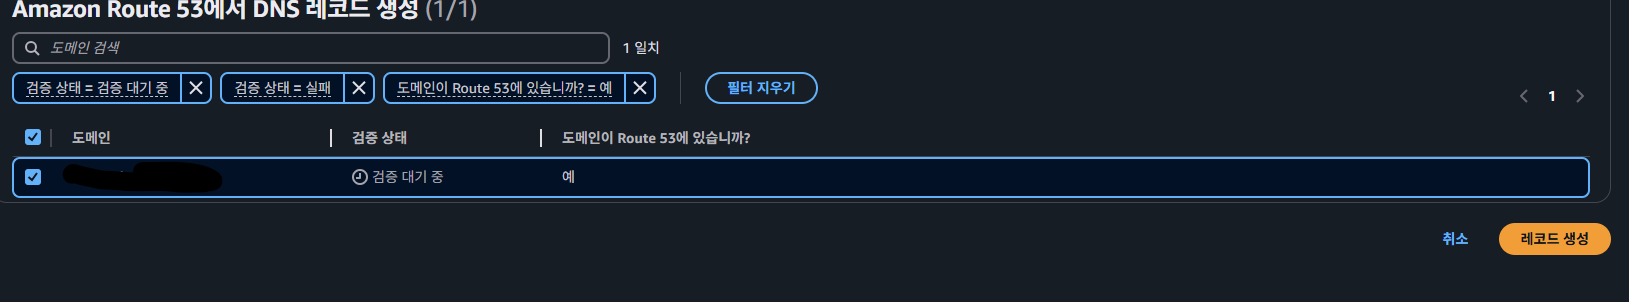 Amazon Route 53에서 DNS 레코드 생성 (1/1)
도메인 검색
1 일치
검증 상태 = 검증 대기 중
검증 상태 = 실패
도메인이 Route 53에 있습니까? = 예
필터 지우기
1
도메인
검증 상태
도메인이 Route 53에 있습니까?
검증 대기 중
예
취소
레코드 생성